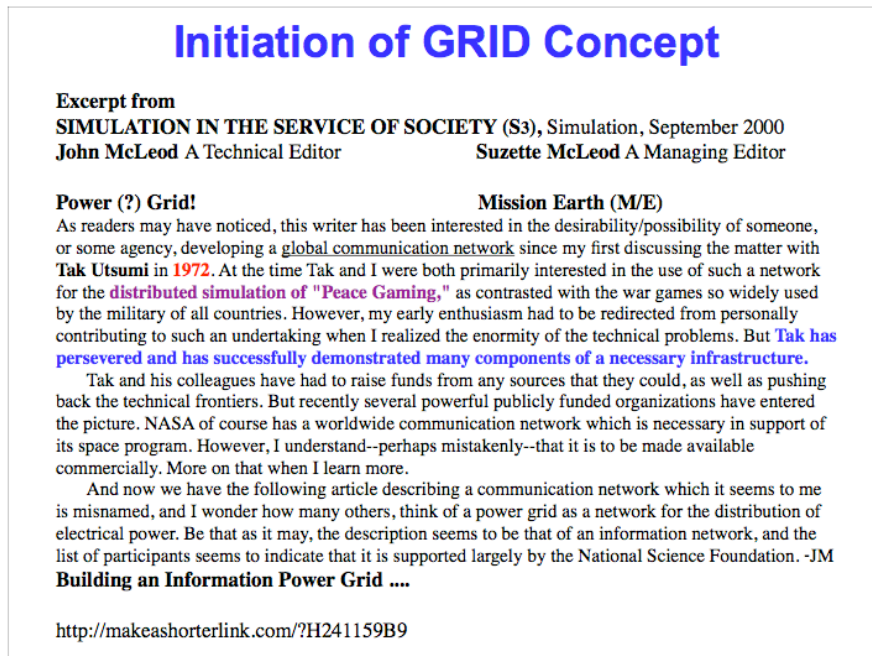 Initiation of GRID Concept
Excerpt from
SIMULATION IN THE SERVICE OF SOCIETY (S3), Simulation, September 2000
John McLeod A Technical Editor Suzette McLeod A Managing Editor
Power (?) Grid! Mission Earth (M/E)
As readers may have noticed, this writer has been interested in the desirability/possibility of someone,
or some agency, developing a global communication network since my first discussing the matter with
Tak Utsumi in 1972. At the time Tak and I were both primarily interested in the use of such a network
for the distributed simulation of "Peace Gaming," as contrasted with the war games so widely used
by the military of all countries. However, my early enthusiasm had to be redirected from personally
contributing to such an undertaking when I realized the enormity of the technical problems. But Tak has
persevered and has successfully demonstrated many components of a necessary infrastructure.
Tak and his colleagues have had to raise funds from any sources that they could, as well as pushing
back the technical frontiers. But recently several powerful publicly funded organizations have entered
the picture. NASA of course has a worldwide communication network which is necessary in support of
its space program. However, I understand--perhaps mistakenly--that it is to be made available
commercially. More on that when I learn more.
And now we have the following article describing a communication network which it seems to me
is misnamed, and I wonder how many others, think of a power grid as a network for the distribution of
electrical power. Be that as it may, the description seems to be that of an information network, and the
list of participants seems to indicate that it is supported largely by the National Science Foundation. -JM
Building an Information Power Grid ....
http://makeashorterlink.com/?H241159B9